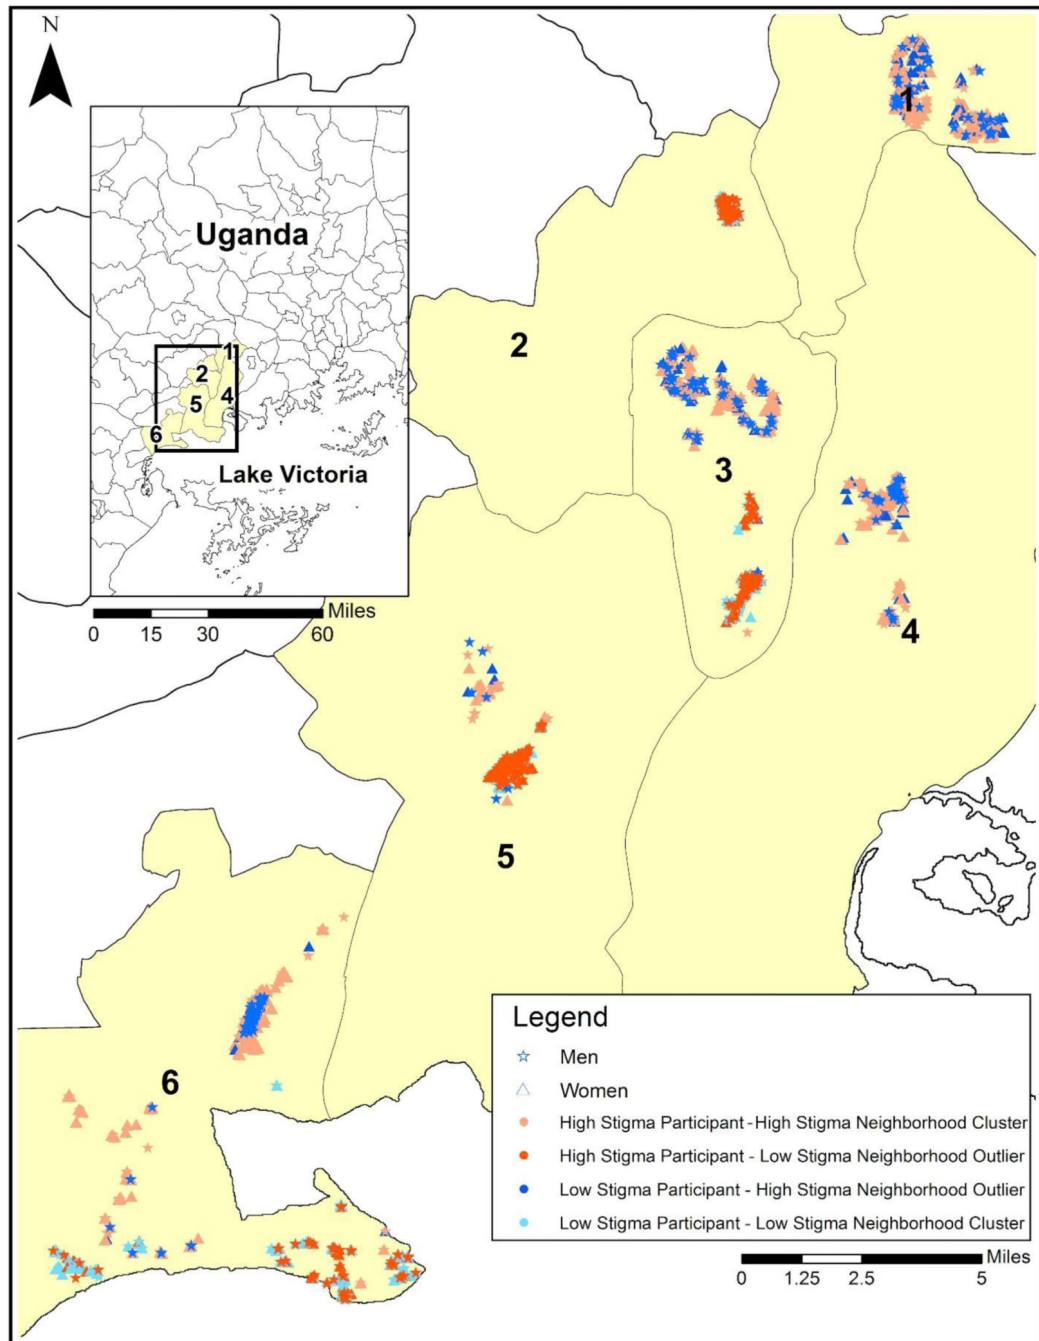 N
1
Uganda
2
3
1
2
4
5
6
Lake Victoria
Miles
0 15 30 60
4
5
6
Legend
Men
Women
High Stigma Participant - High Stigma Neighborhood Cluster
High Stigma Participant - Low Stigma Neighborhood Outlier
Low Stigma Participant - High Stigma Neighborhood Outlier
Low Stigma Participant - Low Stigma Neighborhood Cluster
Miles
0 1.25 2.5 5